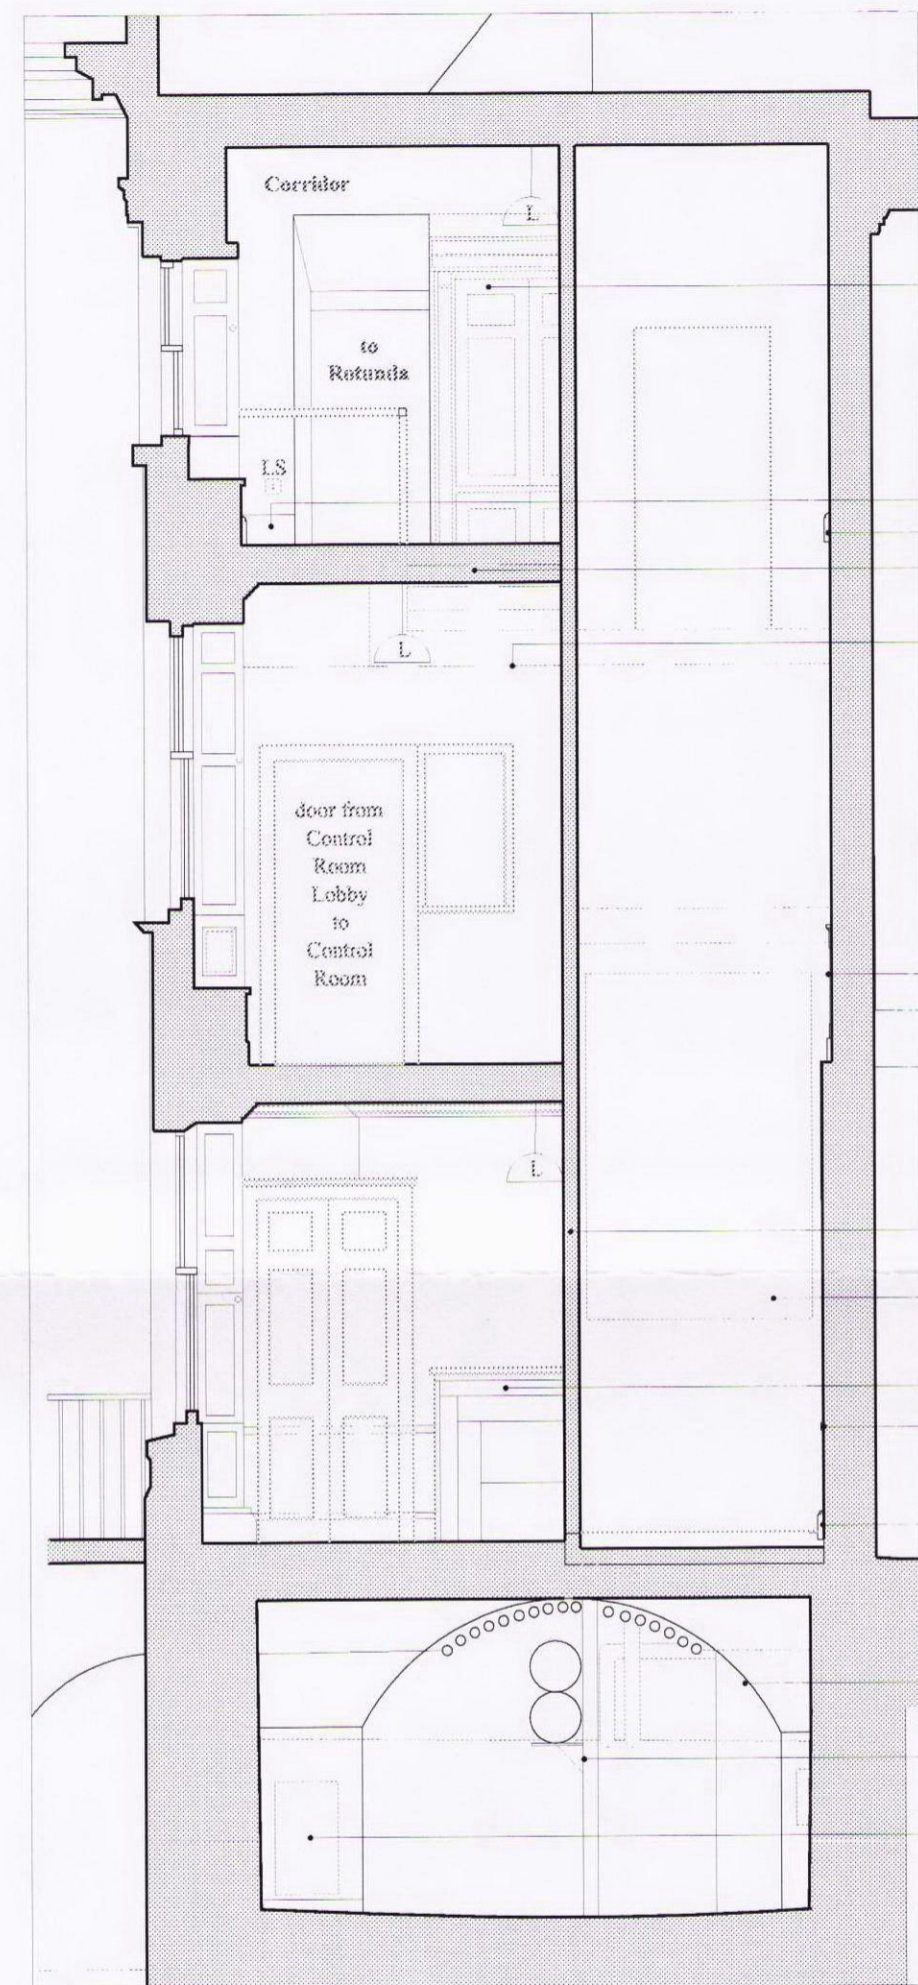 Corridor
L
to
Rotunda
LS
L
door from
Control
Room
Lobby
to
Control
Room
L